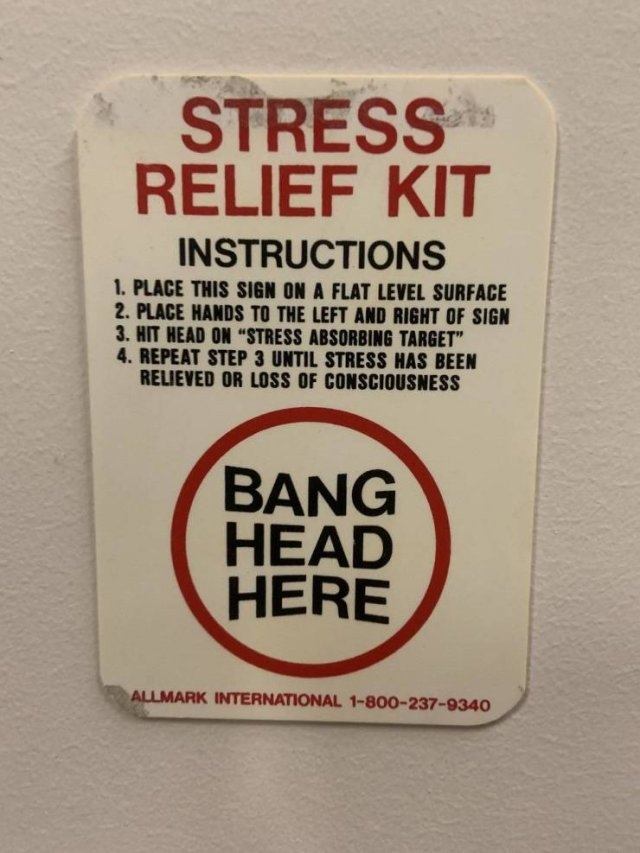 STRESS
RELIEF KIT
INSTRUCTIONS
1. PLACE THIS SIGN ON A FLAT LEVEL SURFACE
2. PLACE HANDS TO THE LEFT AND RIGHT OF SIGN
3. HIT HEAD ON "STRESS ABSORBING TARGET"
4. REPEAT STEP 3 UNTIL STRESS HAS BEEN
RELIEVED OR LOSS OF CONSCIOUSNESS
BANG
HEAD
HERE
ALLMARK INTERNATIONAL 1-800-237-9340